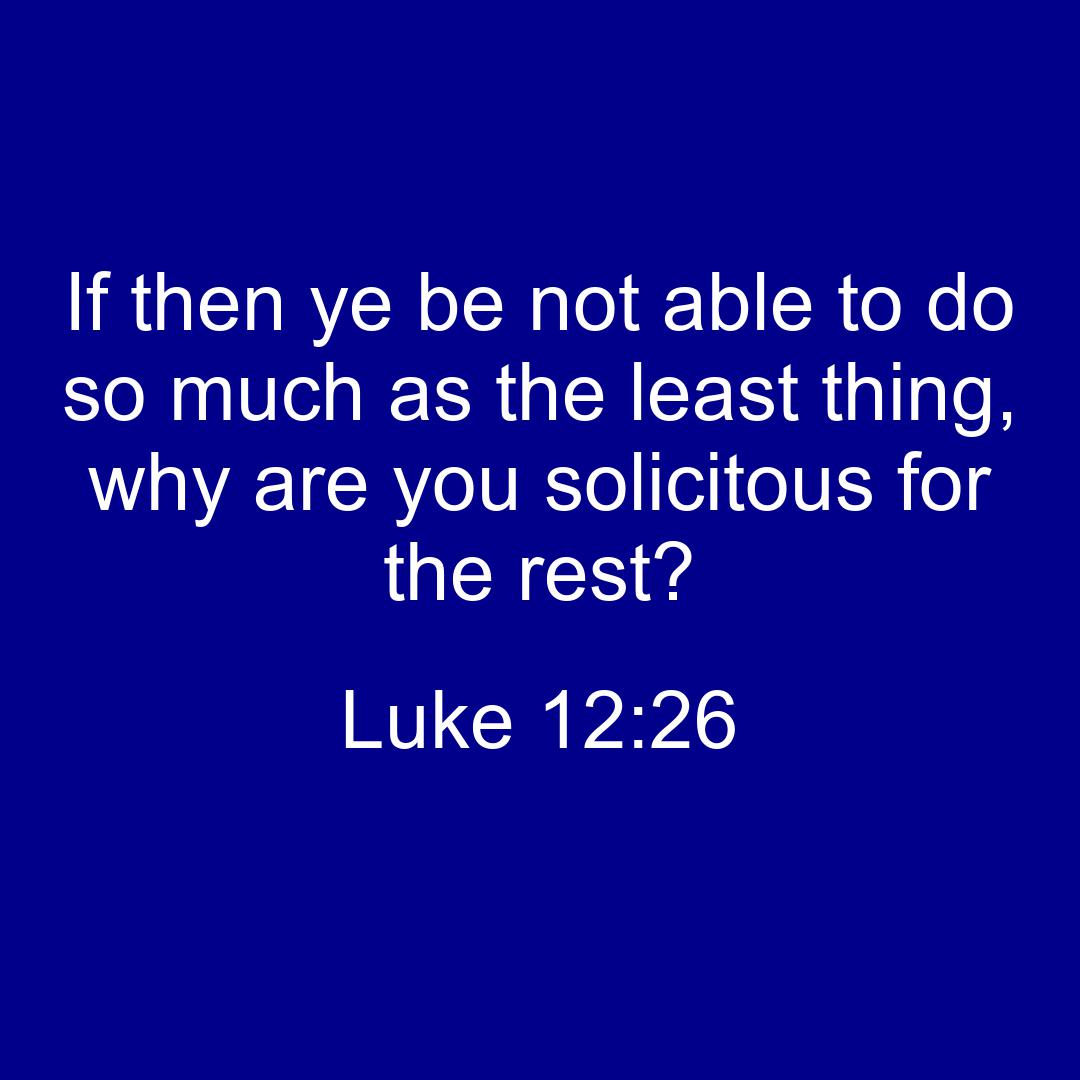 If then ye be not able to do
so much as the least thing,
why are you solicitous for
the rest?
Luke 12:26